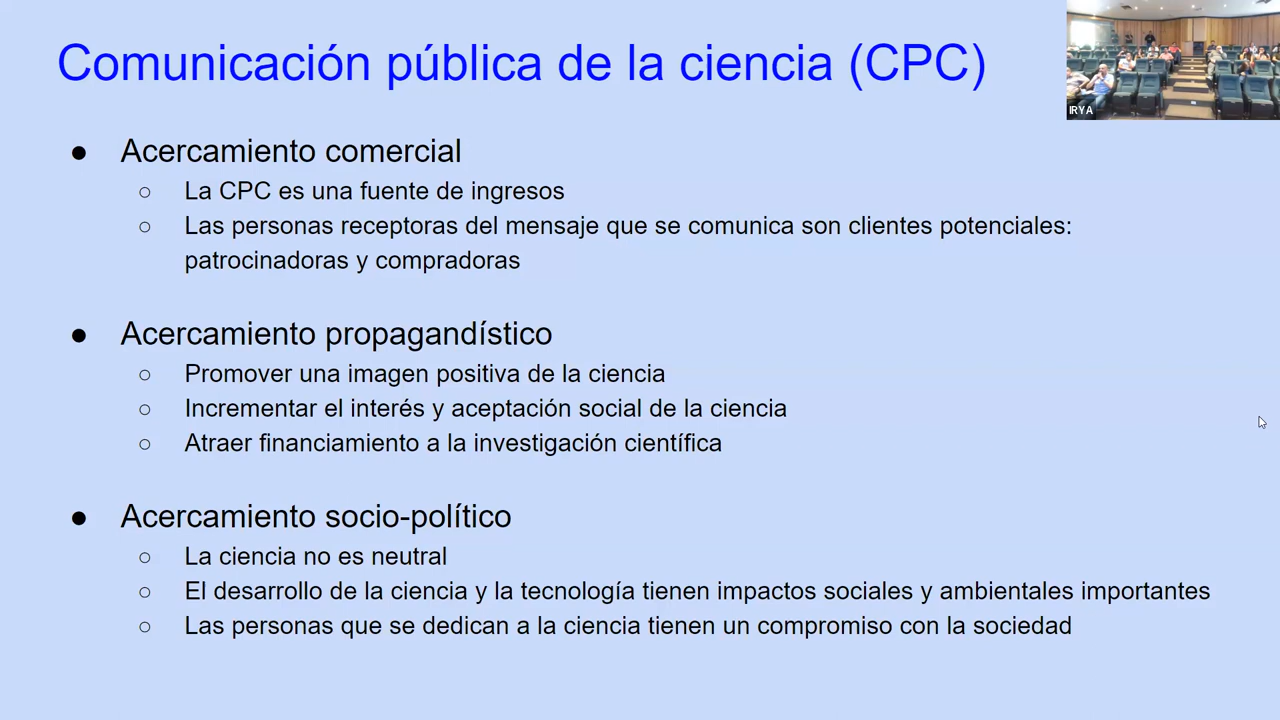 Comunicación pública de la ciencia (CPC)
IRYA
● Acercamiento comercial
○ La CPC es una fuente de ingresos
○ Las personas receptoras del mensaje que se comunica son clientes potenciales:
patrocinadoras y compradoras
● Acercamiento propagandístico
○ Promover una imagen positiva de la ciencia
○ Incrementar el interés y aceptación social de la ciencia
○ Atraer financiamiento a la investigación científica
● Acercamiento socio-político
○ La ciencia no es neutral
○ El desarrollo de la ciencia y la tecnología tienen impactos sociales y ambientales importantes
○ Las personas que se dedican a la ciencia tienen un compromiso con la sociedad